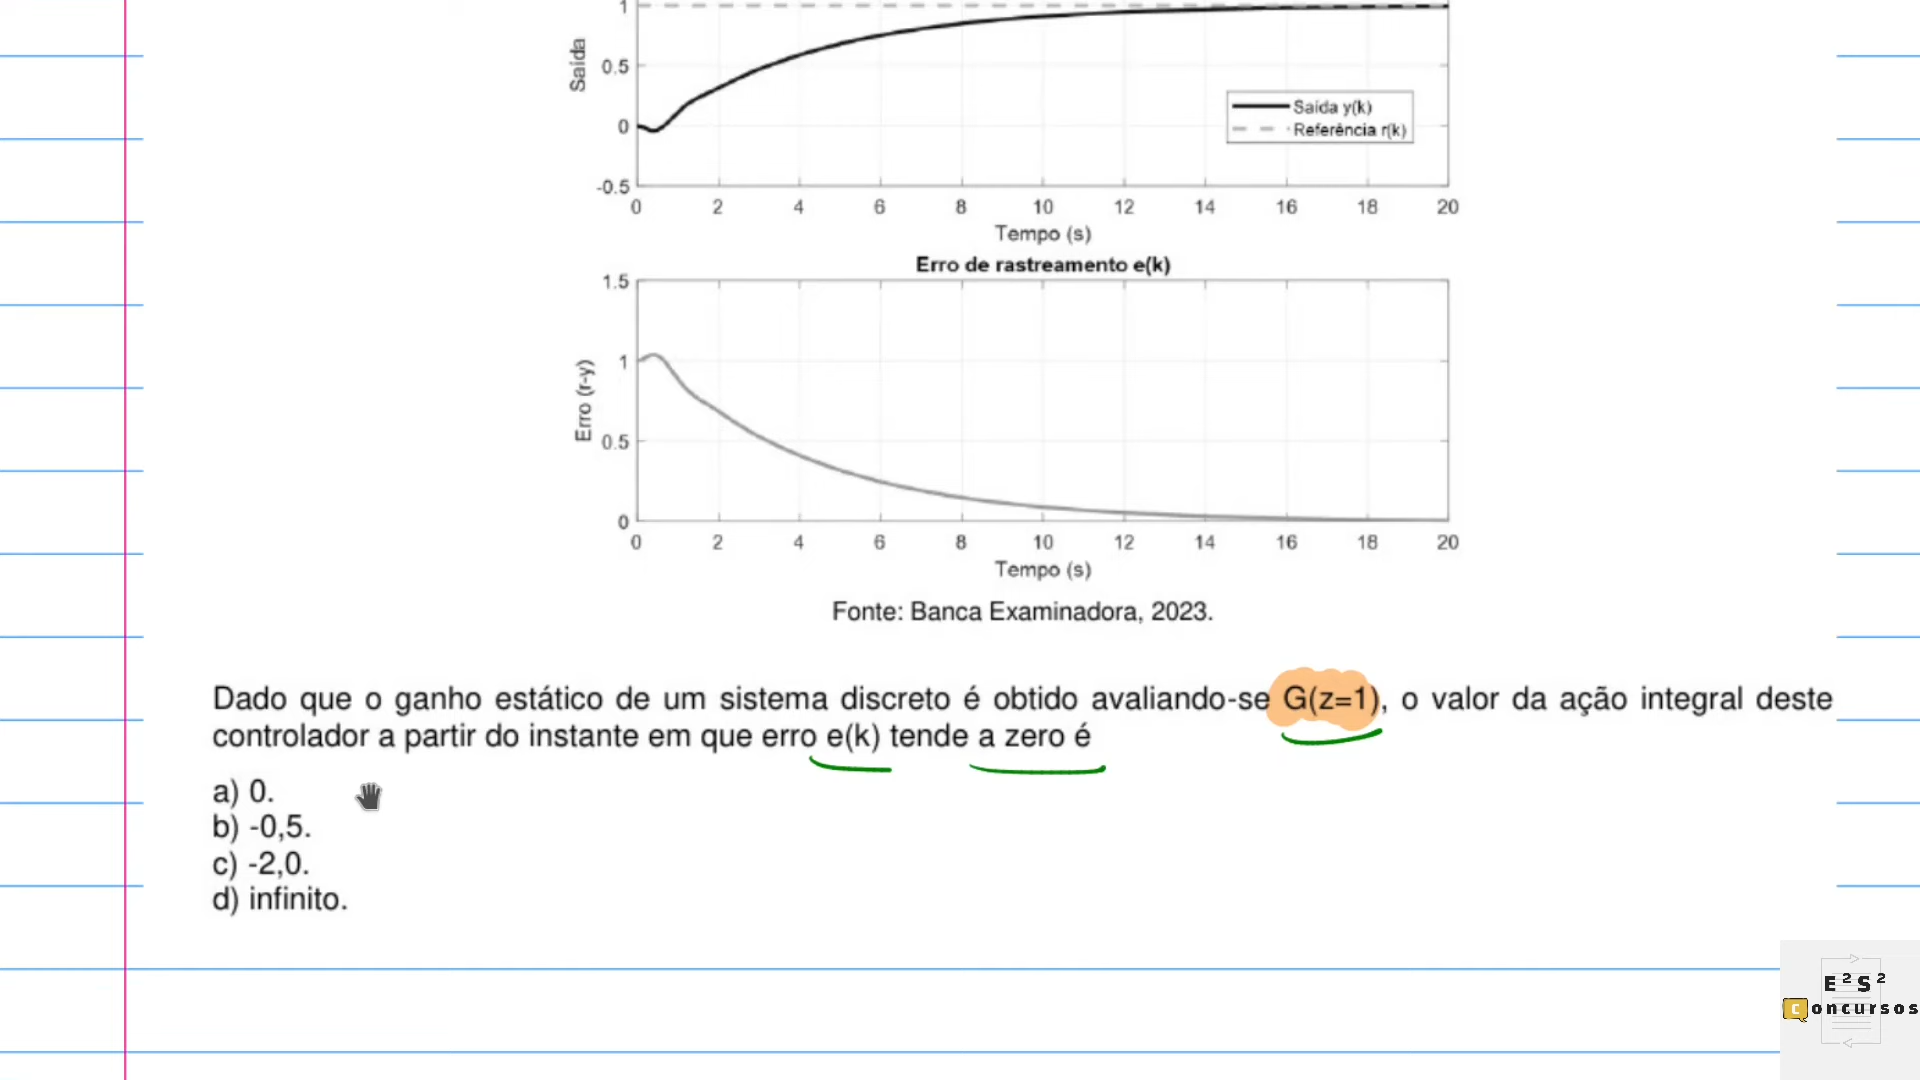 1
0.5
0
-0.5
Saída
Saída y(k)
Referência r(k)
0 2 4 6 8 10 12 14 16 18 20
Tempo (s)
Erro de rastreamento e(k)
1.5
1
0.5
0
Erro (r-y)
0 2 4 6 8 10 12 14 16 18 20
Tempo (s)
Fonte: Banca Examinadora, 2023.
Dado que o ganho estático de um sistema discreto é obtido avaliando-se G(z=1), o valor da ação integral deste
controlador a partir do instante em que erro e(k) tende a zero é
a) 0.
b) -0,5.
c) -2,0.
d) infinito.
E²S²
Concursos